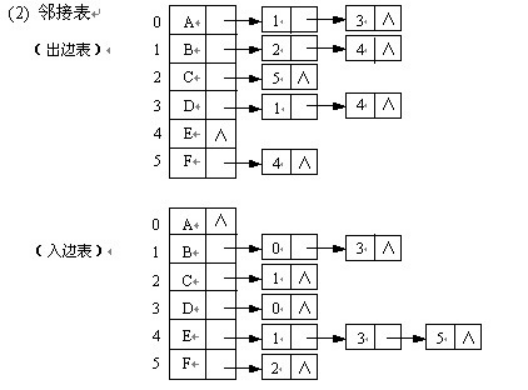 (2) 邻接表
(出边表)
0 A 1 3 ∧
1 B 2 4 ∧
2 C 5 ∧
3 D 1 4 ∧
4 E ∧
5 F 4 ∧
(入边表)
0 A ∧
1 B 0 3 ∧
2 C 1 ∧
3 D 0 ∧
4 E 1 3 5 ∧
5 F 2 ∧